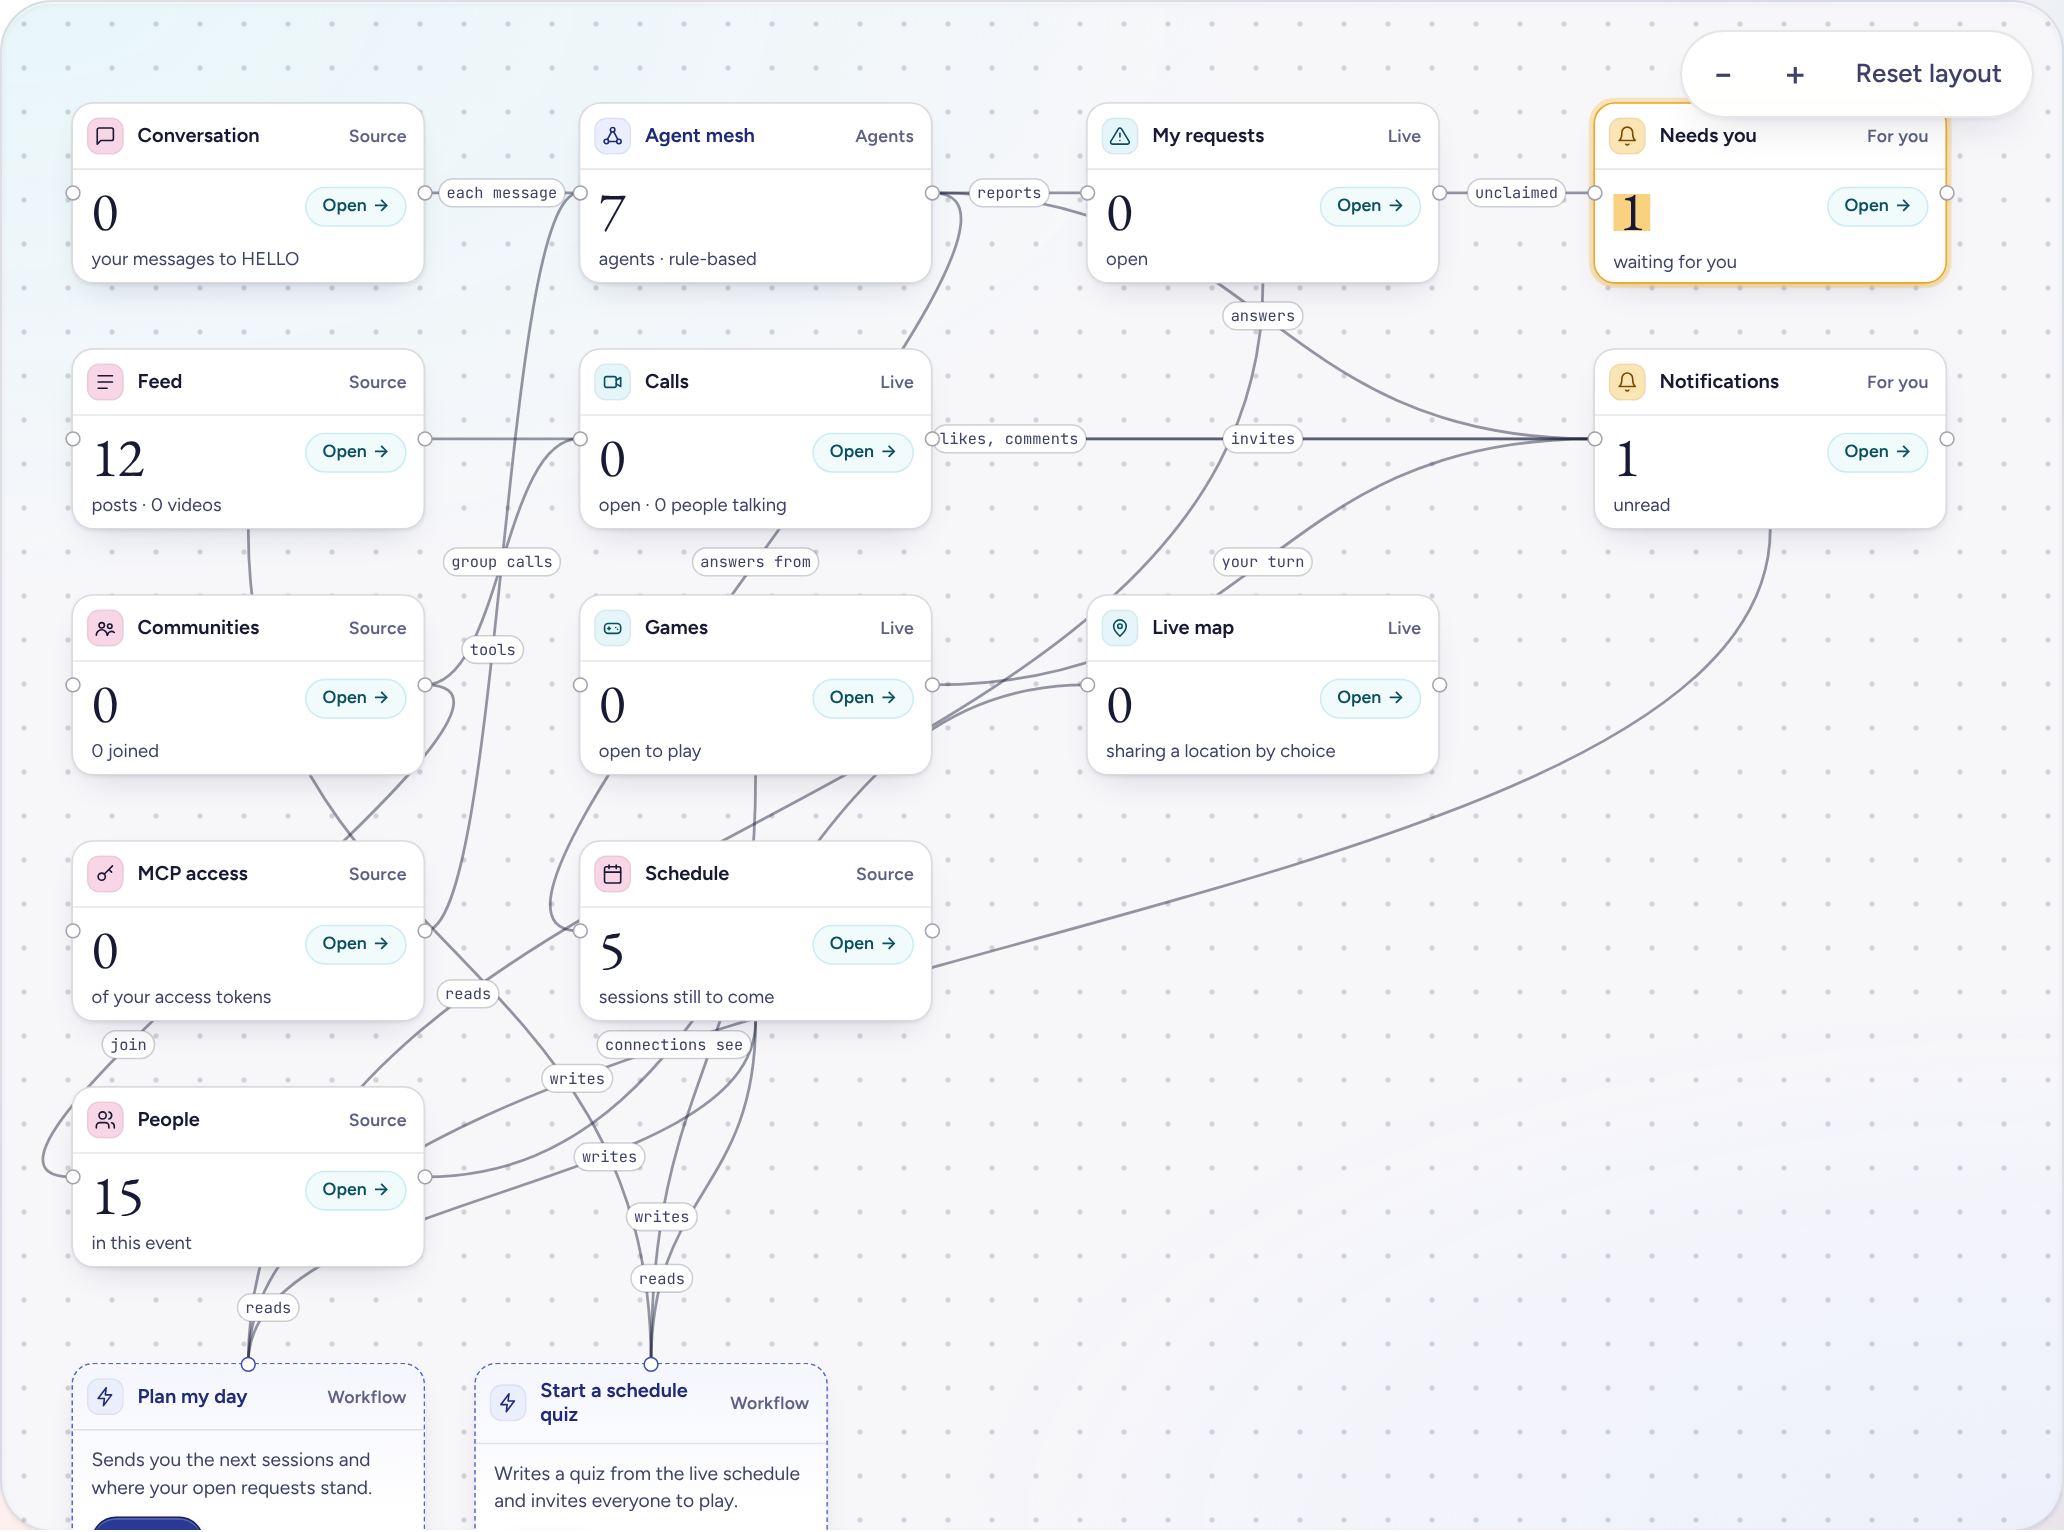 − + Reset layout
Conversation Source
0 Open →
your messages to HELLO
each message
Agent mesh Agents
7
agents · rule-based
reports
My requests Live
0 Open →
open
unclaimed
Needs you For you
1 Open →
waiting for you
answers
Feed Source
12 Open →
posts · 0 videos
Calls Live
0 Open →
open · 0 people talking
likes, comments
invites
Notifications For you
1 Open →
unread
group calls
answers from
your turn
Communities Source
0 Open →
0 joined
tools
Games Live
0 Open →
open to play
Live map Live
0 Open →
sharing a location by choice
MCP access Source
0 Open →
of your access tokens
reads
Schedule Source
5 Open →
sessions still to come
join
connections see
writes
People Source
15 Open →
in this event
writes
writes
reads
reads
Plan my day Workflow
Sends you the next sessions and
where your open requests stand.
Start a schedule
quiz
Workflow
Writes a quiz from the live schedule
and invites everyone to play.